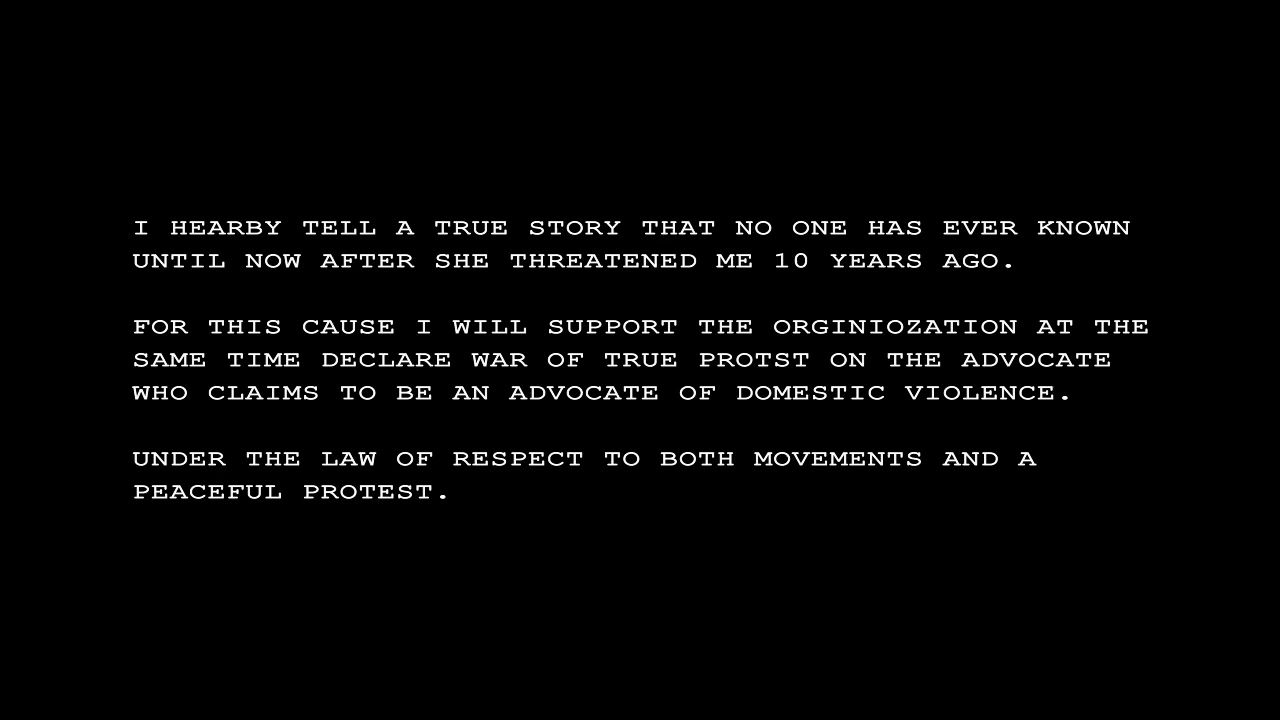 I HEARBY TELL A TRUE STORY THAT NO ONE HAS EVER KNOWN
UNTIL NOW AFTER SHE THREATENED ME 10 YEARS AGO.
FOR THIS CAUSE I WILL SUPPORT THE ORGINIOZATION AT THE
SAME TIME DECLARE WAR OF TRUE PROTST ON THE ADVOCATE
WHO CLAIMS TO BE AN ADVOCATE OF DOMESTIC VIOLENCE.
UNDER THE LAW OF RESPECT TO BOTH MOVEMENTS AND A
PEACEFUL PROTEST.